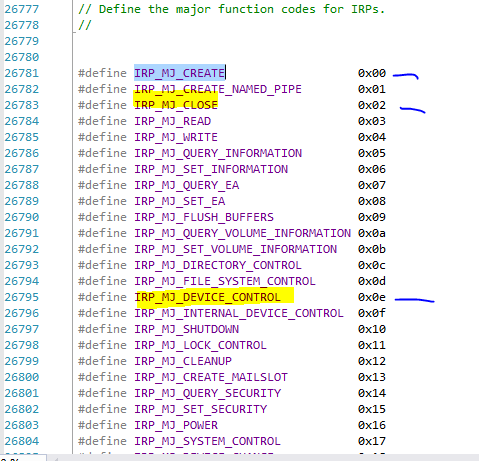 26777 // Define the major function codes for IRPs.
26778 //
26779
26780
26781 #define IRP_MJ_CREATE 0x00
26782 #define IRP_MJ_CREATE_NAMED_PIPE 0x01
26783 #define IRP_MJ_CLOSE 0x02
26784 #define IRP_MJ_READ 0x03
26785 #define IRP_MJ_WRITE 0x04
26786 #define IRP_MJ_QUERY_INFORMATION 0x05
26787 #define IRP_MJ_SET_INFORMATION 0x06
26788 #define IRP_MJ_QUERY_EA 0x07
26789 #define IRP_MJ_SET_EA 0x08
26790 #define IRP_MJ_FLUSH_BUFFERS 0x09
26791 #define IRP_MJ_QUERY_VOLUME_INFORMATION 0x0a
26792 #define IRP_MJ_SET_VOLUME_INFORMATION 0x0b
26793 #define IRP_MJ_DIRECTORY_CONTROL 0x0c
26794 #define IRP_MJ_FILE_SYSTEM_CONTROL 0x0d
26795 #define IRP_MJ_DEVICE_CONTROL 0x0e
26796 #define IRP_MJ_INTERNAL_DEVICE_CONTROL 0x0f
26797 #define IRP_MJ_SHUTDOWN 0x10
26798 #define IRP_MJ_LOCK_CONTROL 0x11
26799 #define IRP_MJ_CLEANUP 0x12
26800 #define IRP_MJ_CREATE_MAILSLOT 0x13
26801 #define IRP_MJ_QUERY_SECURITY 0x14
26802 #define IRP_MJ_SET_SECURITY 0x15
26803 #define IRP_MJ_POWER 0x16
26804 #define IRP_MJ_SYSTEM_CONTROL 0x17